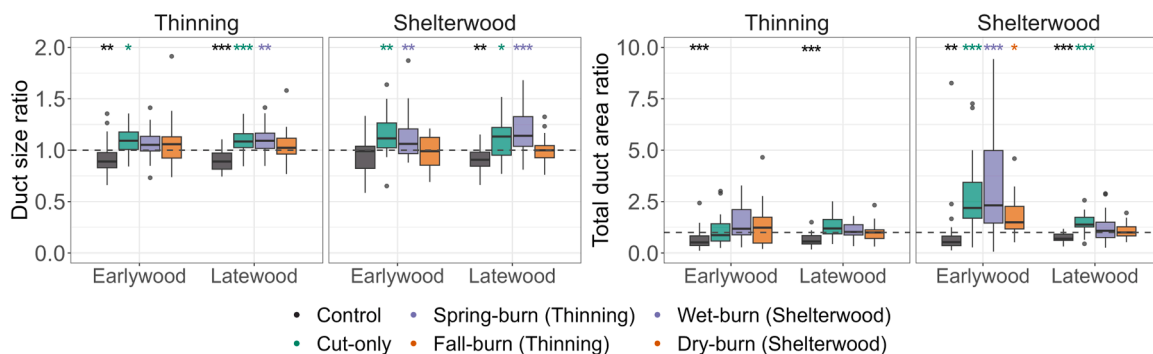 Thinning Shelterwood
Duct size ratio
2.0
1.5
1.0
0.5
0.0
** * *** *** **
** ** ** * ***
Earlywood Latewood Earlywood Latewood
Thinning Shelterwood
Total duct area ratio
10.0
7.5
5.0
2.5
0.0
*** ***
** *** *** * *** ***
Earlywood Latewood Earlywood Latewood
Control Spring-burn (Thinning) Wet-burn (Shelterwood)
Cut-only Fall-burn (Thinning) Dry-burn (Shelterwood)